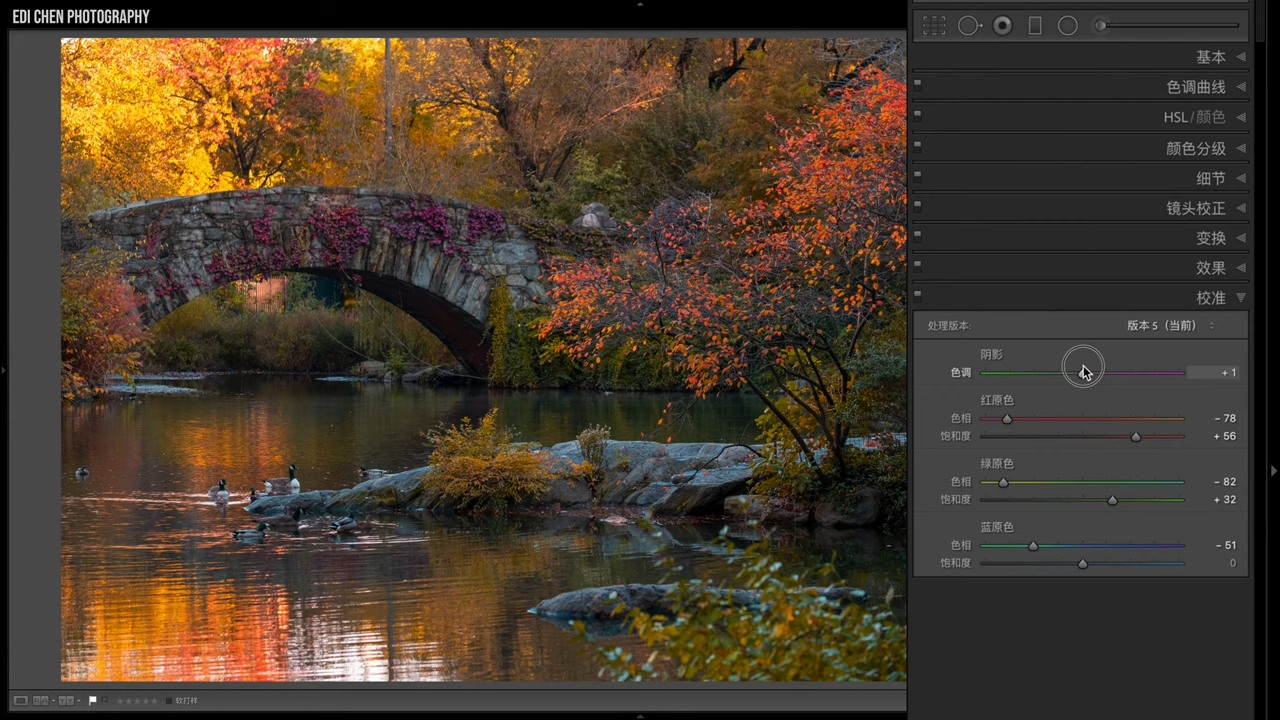 EDI CHEN PHOTOGRAPHY
基本
色调曲线
HSL / 颜色
颜色分级
细节
镜头校正
变换
效果
校准
处理版本: 版本 5（当前）
阴影
色调 + 1
红原色
色相 - 78
饱和度 + 56
绿原色
色相 - 82
饱和度 + 32
蓝原色
色相 - 51
饱和度 0
软打样